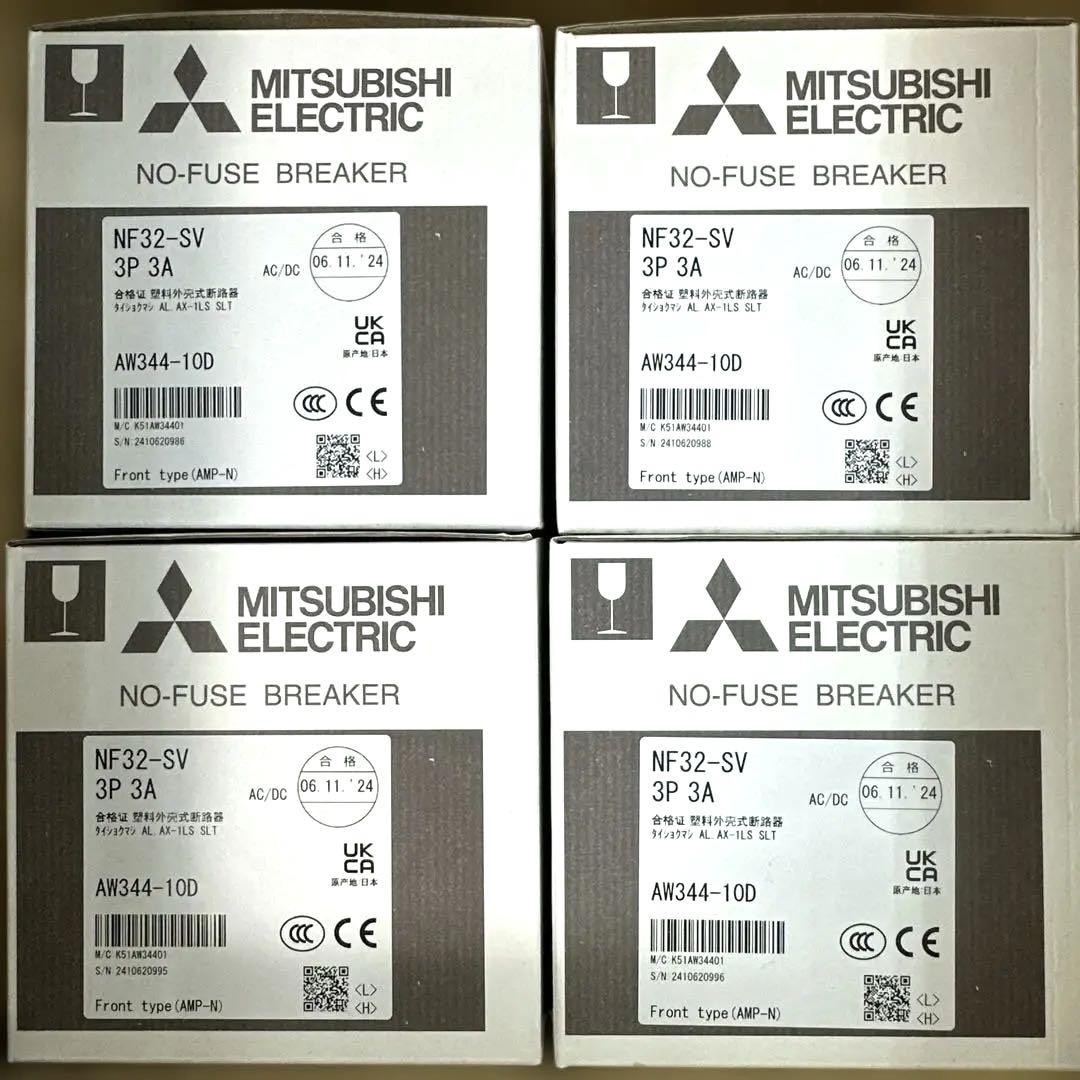 MITSUBISHI
ELECTRIC
NO-FUSE BREAKER
NF32-SV
3P 3A
AC/DC
合格
06.11.'24
合格证 塑料外壳式断路器
タイショクマシ AL.AX-1LS SLT
UK
CA
原产地:日本
AW344-10D
CCC CE
M/C K51AW34401
S/N 2410620986
<L>
Front type(AMP-N) <H>
MITSUBISHI
ELECTRIC
NO-FUSE BREAKER
NF32-SV
3P 3A
AC/DC
合格
06.11.'24
合格证 塑料外壳式断路器
タイショクマシ AL.AX-1LS SLT
UK
CA
原产地:日本
AW344-10D
CCC CE
M/C K51AW34401
S/N 2410620988
<L>
Front type(AMP-N) <H>
MITSUBISHI
ELECTRIC
NO-FUSE BREAKER
NF32-SV
3P 3A
AC/DC
合格
06.11.'24
合格证 塑料外壳式断路器
タイショクマシ AL.AX-1LS SLT
UK
CA
原产地:日本
AW344-10D
CCC CE
M/C K51AW34401
S/N 2410620995
<L>
Front type(AMP-N) <H>
MITSUBISHI
ELECTRIC
NO-FUSE BREAKER
NF32-SV
3P 3A
AC/DC
合格
06.11.'24
合格证 塑料外壳式断路器
タイショクマシ AL.AX-1LS SLT
UK
CA
原产地:日本
AW344-10D
CCC CE
M/C K51AW34401
S/N 2410620996
<L>
Front type(AMP-N) <H>